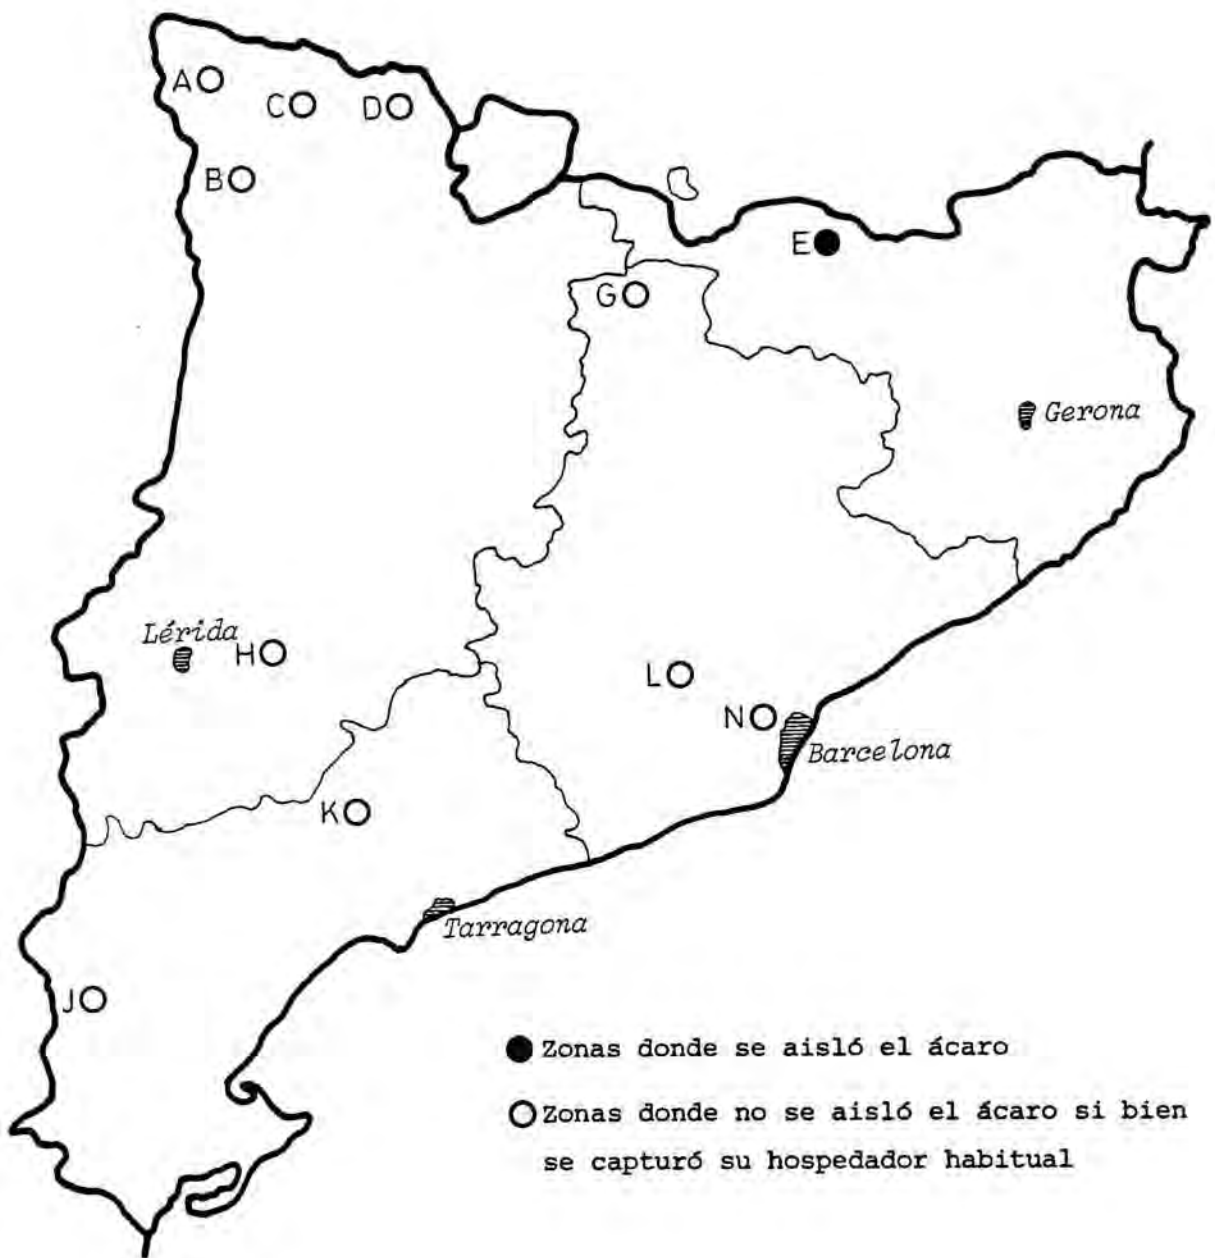 A
C
D
B
E
G
Gerona
Lérida
H
L
N
Barcelona
K
Tarragona
J
Zonas donde se aisló el ácaro
Zonas donde no se aisló el ácaro si bien
se capturó su hospedador habitual